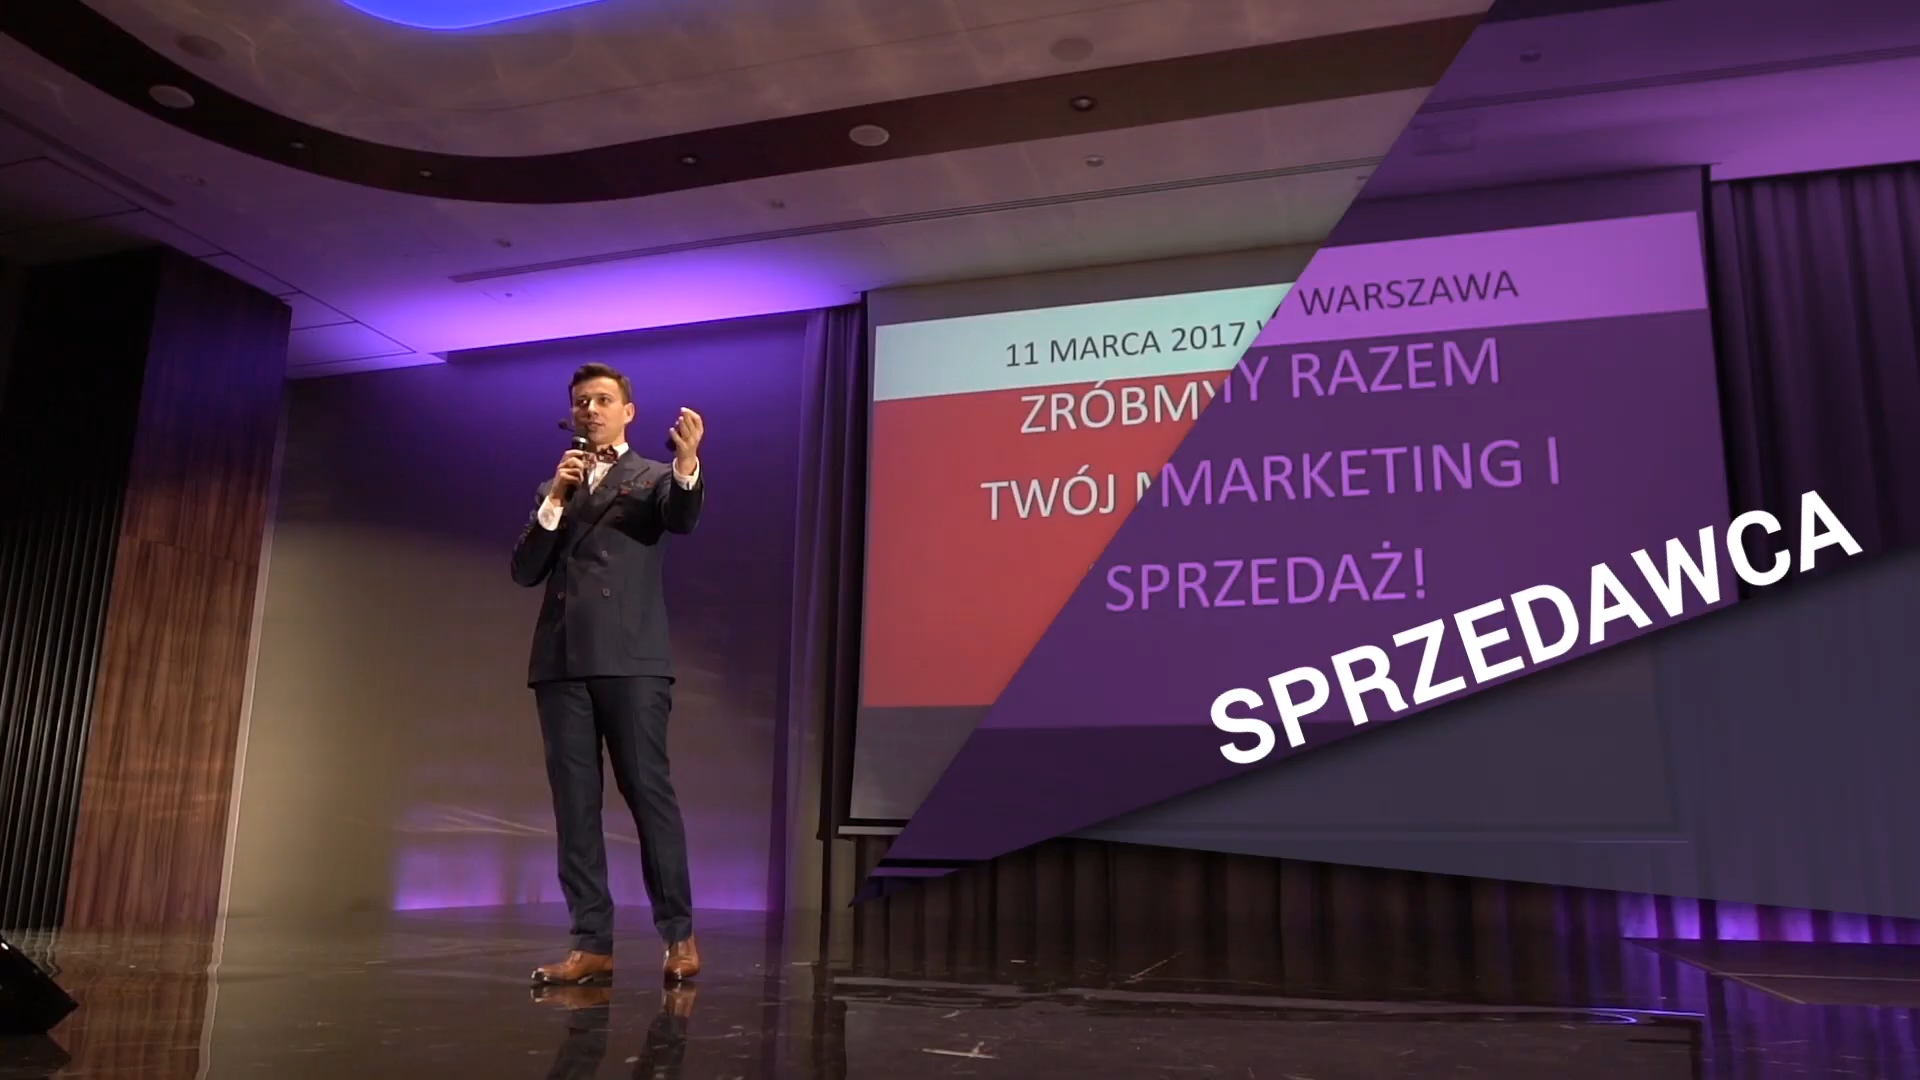 11 MARCA 2017 W WARSZAWA
ZRÓBMY RAZEM
TWÓJ MARKETING I
SPRZEDAŻ!
SPRZEDAWCA